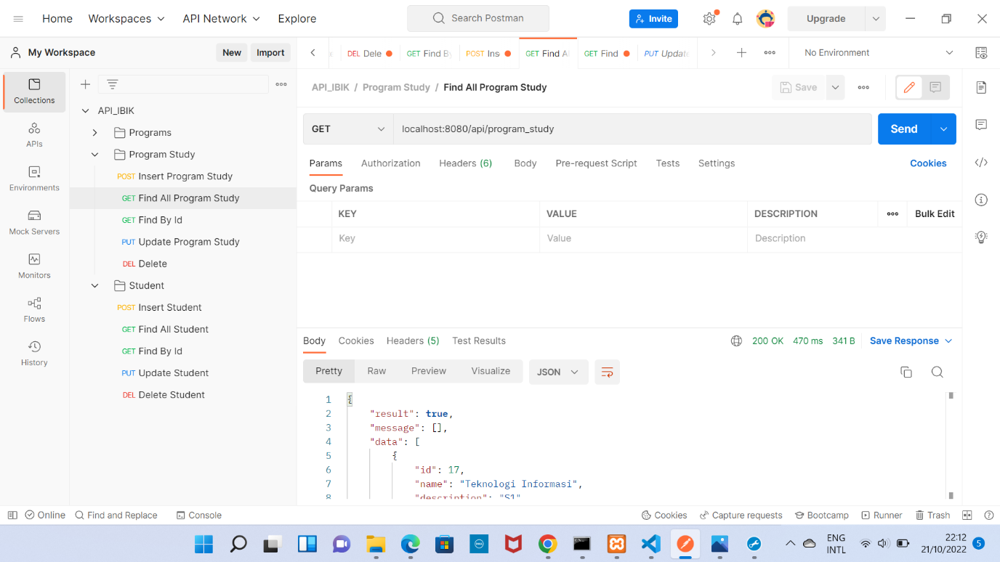 Home Workspaces API Network Explore Search Postman Invite Upgrade
My Workspace New Import
DEL Dele GET Find By POST Ins GET Find Al GET Find PUT Update No Environment
Collections
APIs
Environments
Mock Servers
Monitors
Flows
History
API_IBIK
Programs
Program Study
POST Insert Program Study
GET Find All Program Study
GET Find By Id
PUT Update Program Study
DEL Delete
Student
POST Insert Student
GET Find All Student
GET Find By Id
PUT Update Student
DEL Delete Student
API_IBIK / Program Study / Find All Program Study Save
GET localhost:8080/api/program_study Send
Params Authorization Headers (6) Body Pre-request Script Tests Settings Cookies
Query Params
KEY VALUE DESCRIPTION Bulk Edit
Key Value Description
Body Cookies Headers (5) Test Results 200 OK 470 ms 341 B Save Response
Pretty Raw Preview Visualize JSON
1 {
2 "result": true,
3 "message": [],
4 "data": [
5 {
6 "id": 17,
7 "name": "Teknologi Informasi",
8 "description": "S1"
Online Find and Replace Console Cookies Capture requests Bootcamp Runner Trash
ENG
INTL
22:12
21/10/2022
5